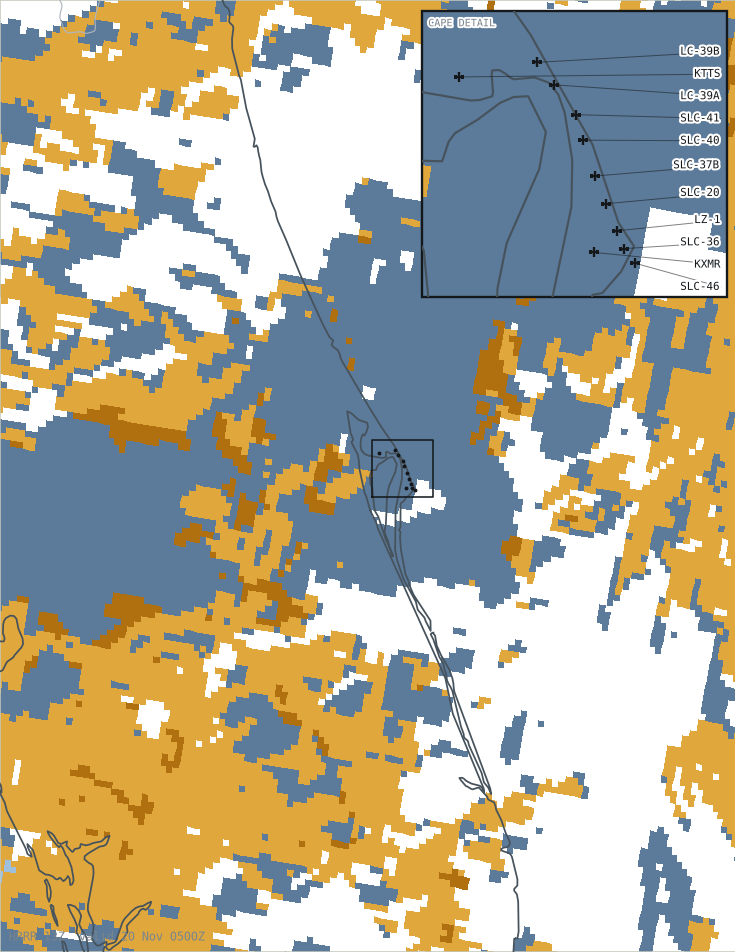 CAPE DETAIL
LC-39B
KTTS
LC-39A
SLC-41
SLC-40
SLC-37B
SLC-20
LZ-1
SLC-36
KXMR
SLC-46
20 Nov 0500Z